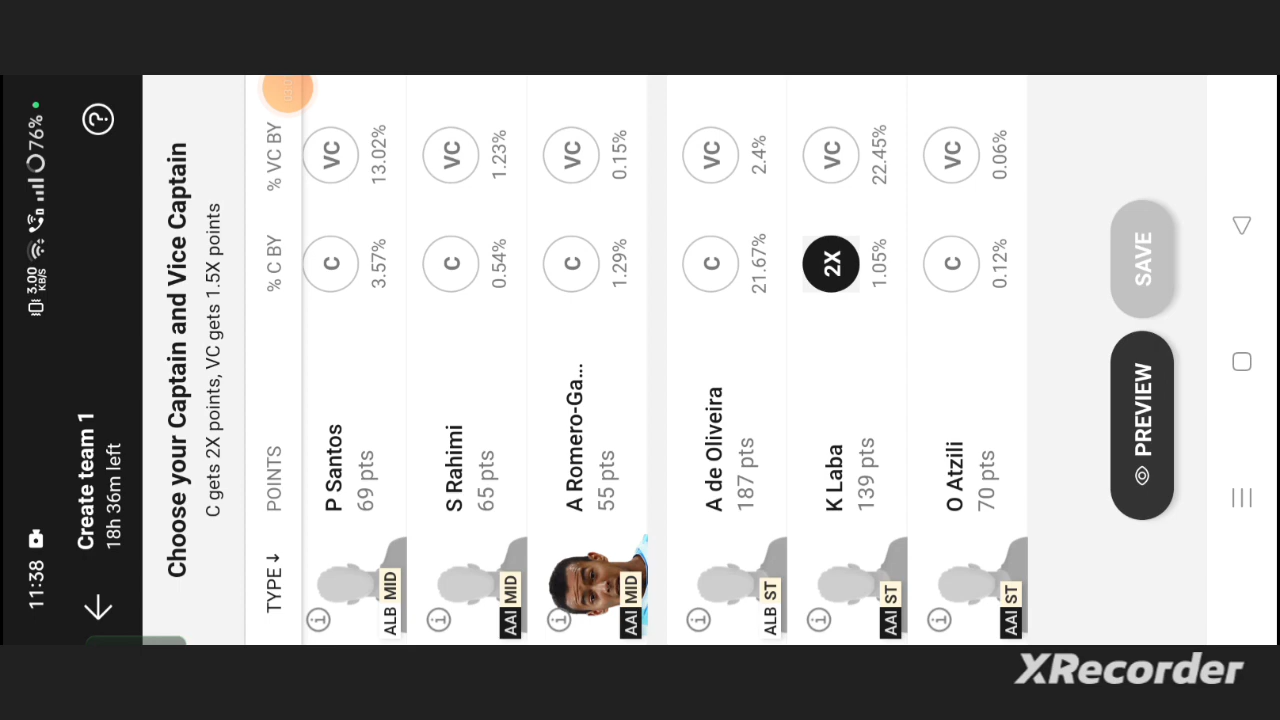 11:38
3.00 KB/S
76%
Create team 1
18h 36m left
?
Choose your Captain and Vice Captain
C gets 2X points, VC gets 1.5X points
TYPE ↓ POINTS % C BY % VC BY
ALB MID
P Santos
69 pts
C
3.57%
VC
13.02%
AAI MID
S Rahimi
65 pts
C
0.54%
VC
1.23%
AAI MID
A Romero-Ga...
55 pts
C
1.29%
VC
0.15%
ALB ST
A de Oliveira
187 pts
C
21.67%
VC
2.4%
AAI ST
K Laba
139 pts
2X
1.05%
VC
22.45%
AAI ST
O Atzili
70 pts
C
0.12%
VC
0.06%
PREVIEW
SAVE
XRecorder